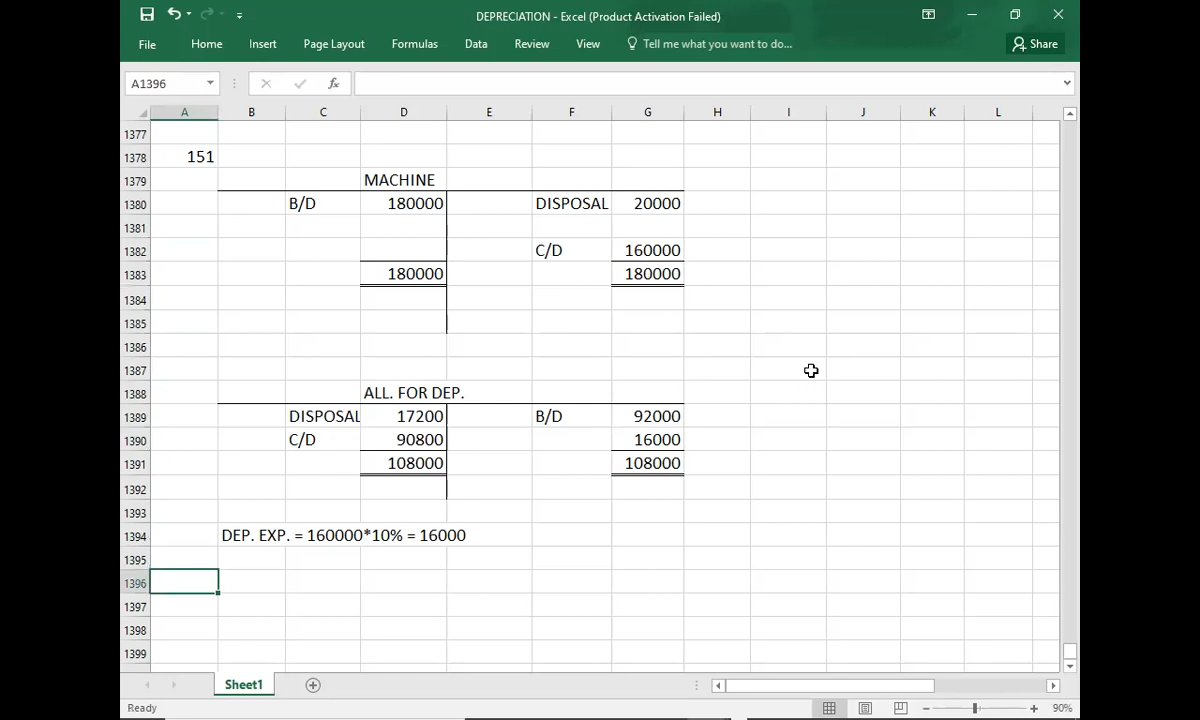 DEPRECIATION - Excel (Product Activation Failed)
File Home Insert Page Layout Formulas Data Review View Tell me what you want to do... Share
A1396 fx
A B C D E F G H I J K L
1377
1378 151
1379 MACHINE
1380 B/D 180000 DISPOSAL 20000
1381
1382 C/D 160000
1383 180000 180000
1384
1385
1386
1387
1388 ALL. FOR DEP.
1389 DISPOSAL 17200 B/D 92000
1390 C/D 90800 16000
1391 108000 108000
1392
1393
1394 DEP. EXP. = 160000*10% = 16000
1395
1396
1397
1398
1399
Sheet1
Ready 90%